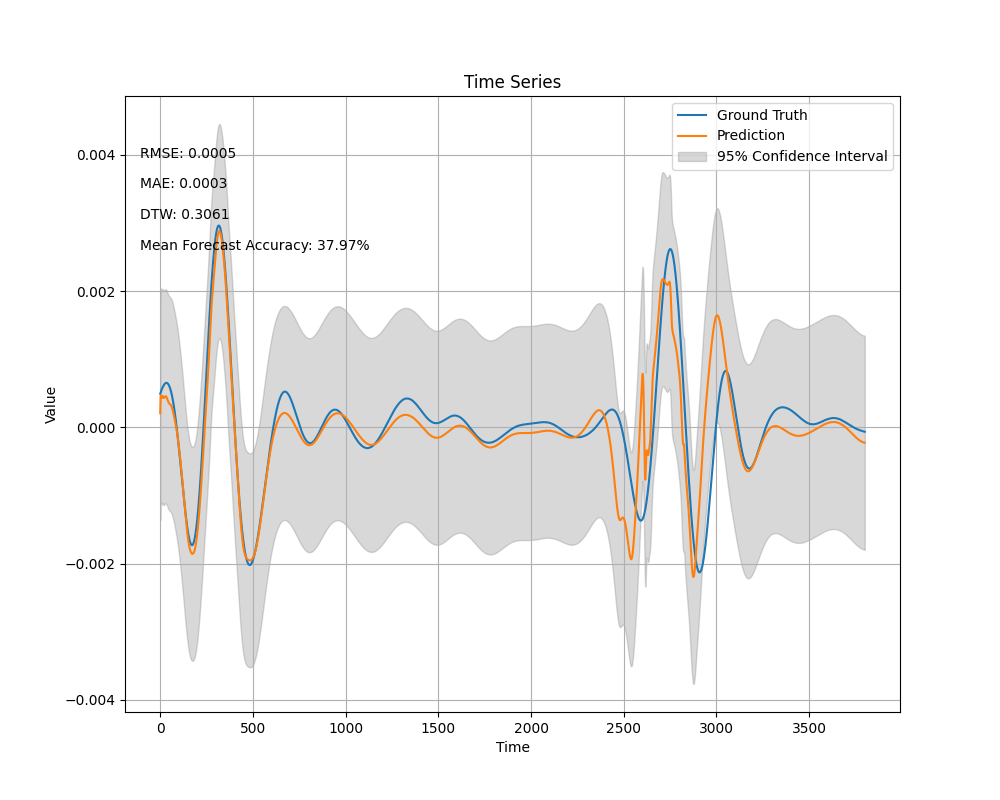 Time Series
Ground Truth
Prediction
95% Confidence Interval
RMSE: 0.0005
MAE: 0.0003
DTW: 0.3061
Mean Forecast Accuracy: 37.97%
0.004
0.002
0.000
−0.002
−0.004
Value
0 500 1000 1500 2000 2500 3000 3500
Time